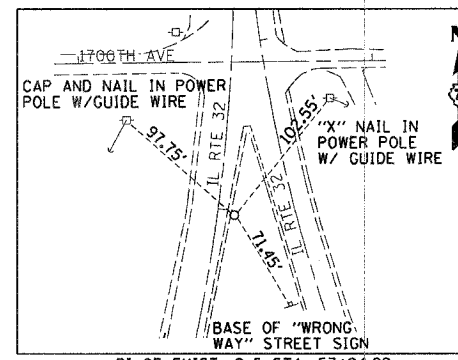 1700TH AVE
N
CAP AND NAIL IN POWER
POLE W/GUIDE WIRE
97.75'
102.55'
"X" NAIL IN
POWER POLE
W/ GUIDE WIRE
IL RTE 32
IL RTE 32
71.45'
BASE OF "WRONG
WAY" STREET SIGN